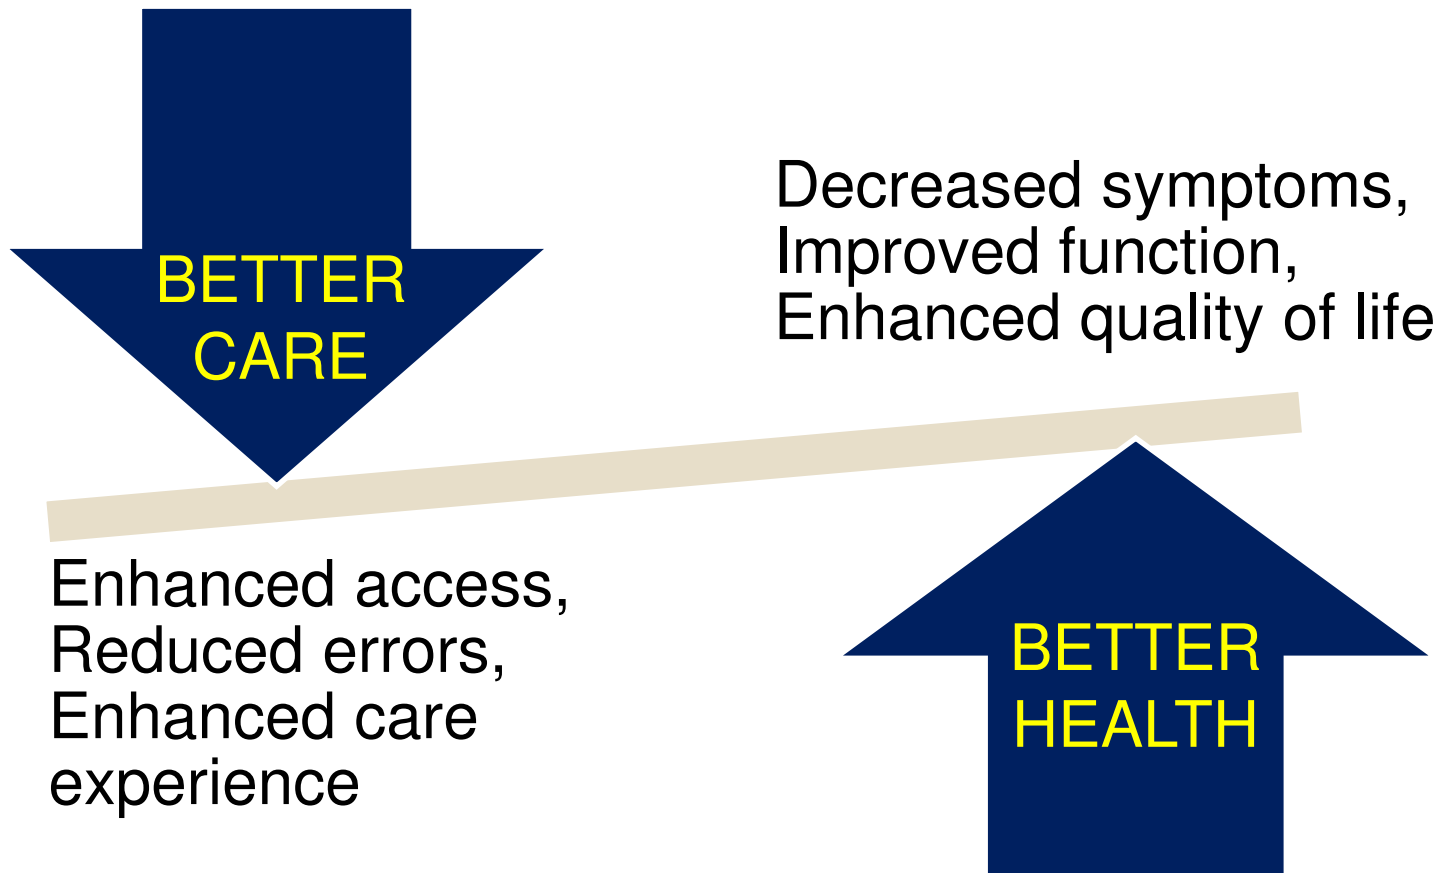 BETTER
CARE
Decreased symptoms,
Improved function,
Enhanced quality of life
Enhanced access,
Reduced errors,
Enhanced care
experience
BETTER
HEALTH